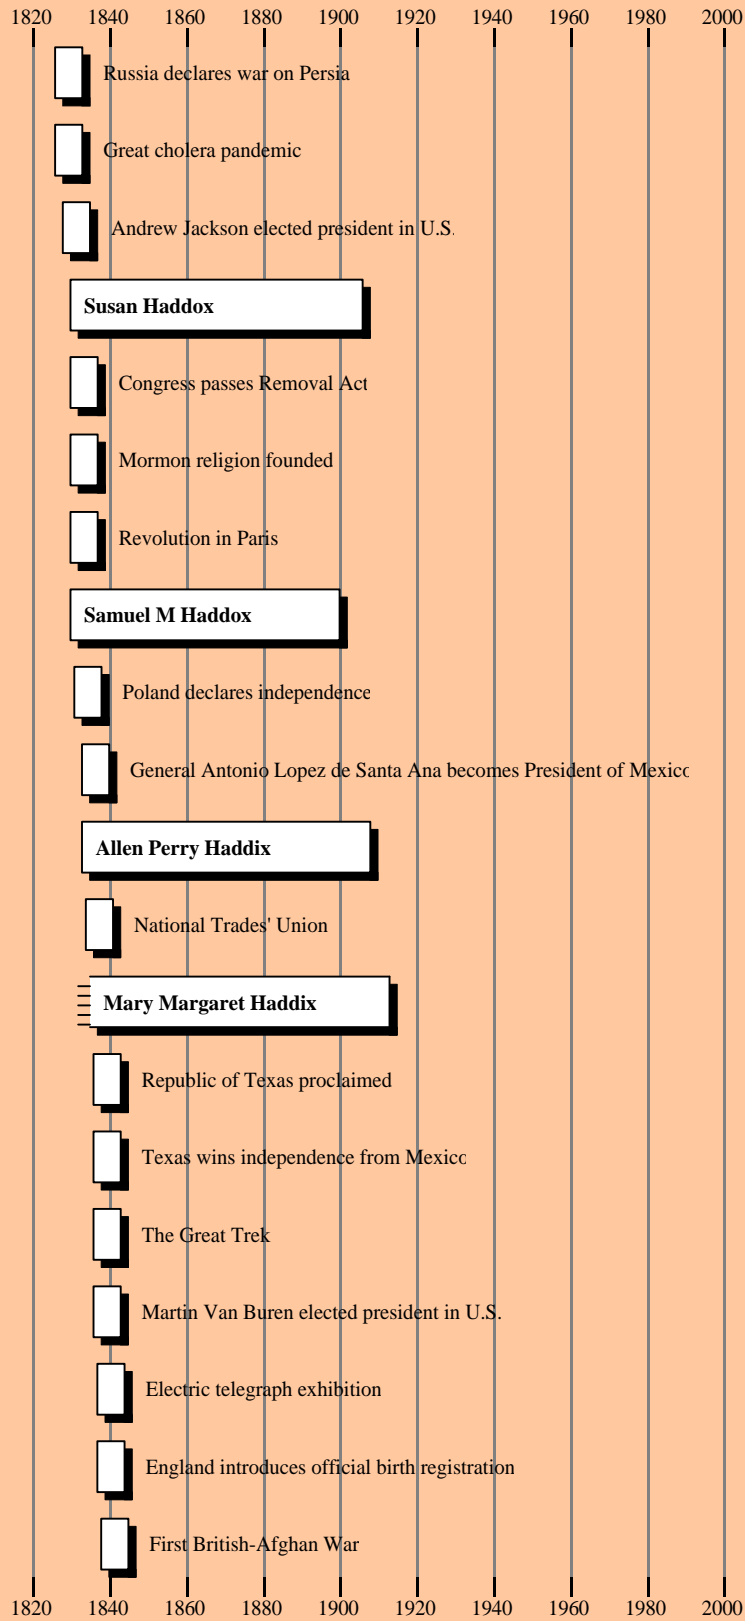 1820 1840 1860 1880 1900 1920 1940 1960 1980 2000
Russia declares war on Persia
Great cholera pandemic
Andrew Jackson elected president in U.S.
Susan Haddox
Congress passes Removal Act
Mormon religion founded
Revolution in Paris
Samuel M Haddox
Poland declares independence
General Antonio Lopez de Santa Ana becomes President of Mexico
Allen Perry Haddix
National Trades' Union
Mary Margaret Haddix
Republic of Texas proclaimed
Texas wins independence from Mexico
The Great Trek
Martin Van Buren elected president in U.S.
Electric telegraph exhibition
England introduces official birth registration
First British-Afghan War
1820 1840 1860 1880 1900 1920 1940 1960 1980 2000